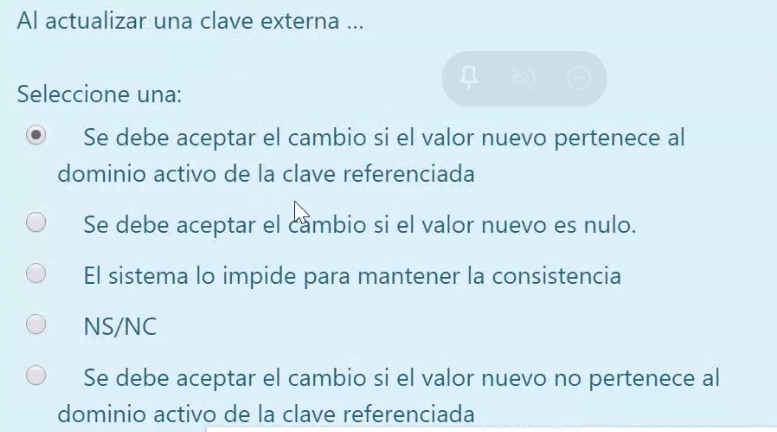 Al actualizar una clave externa ...
Seleccione una:
Se debe aceptar el cambio si el valor nuevo pertenece al
dominio activo de la clave referenciada
Se debe aceptar el cambio si el valor nuevo es nulo.
El sistema lo impide para mantener la consistencia
NS/NC
Se debe aceptar el cambio si el valor nuevo no pertenece al
dominio activo de la clave referenciada